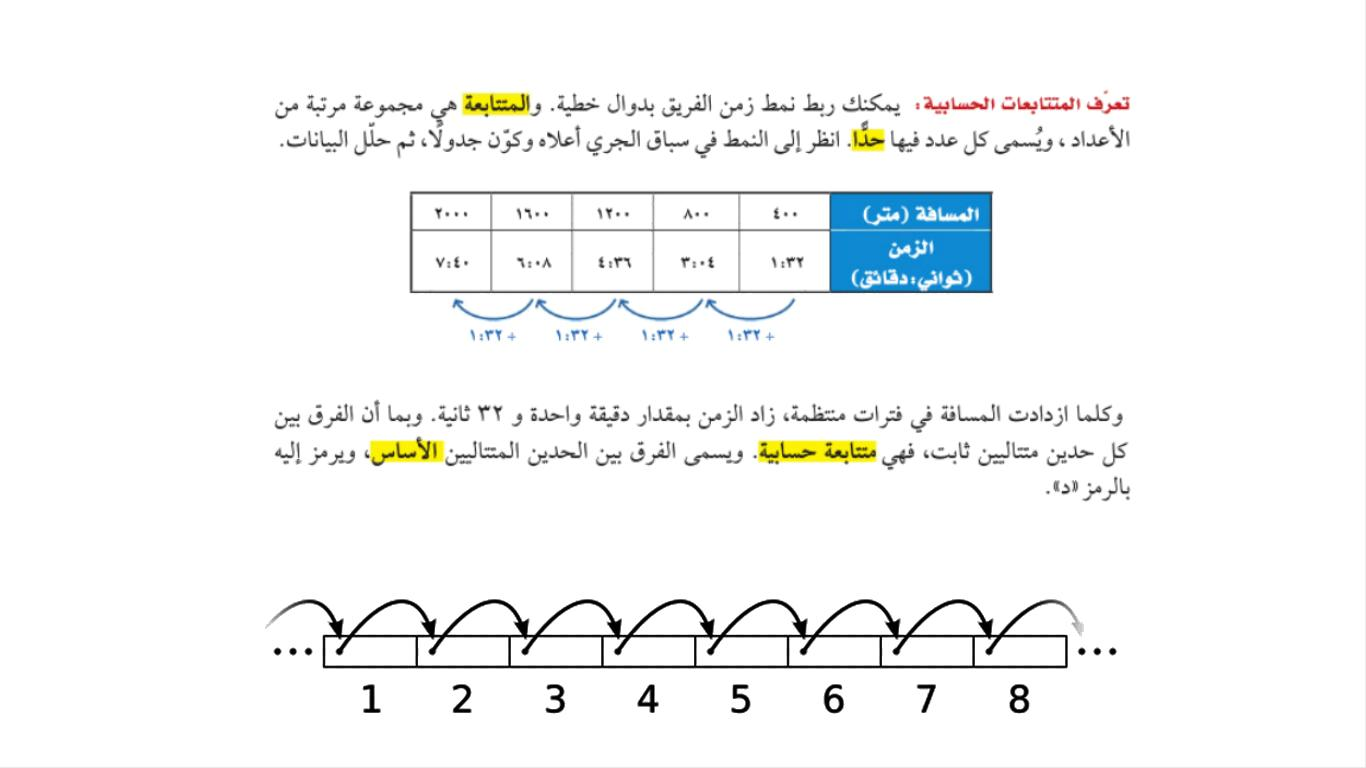 تعرّف المتتابعات الحسابية: يمكنك ربط نمط زمن الفريق بدوال خطية. والمتتابعة هي مجموعة مرتبة من
الأعداد ، ويُسمى كل عدد فيها حدًّا. انظر إلى النمط في سباق الجري أعلاه وكوّن جدولًا، ثم حلّل البيانات.
المسافة (متر) ٤٠٠ ٨٠٠ ١٢٠٠ ١٦٠٠ ٢٠٠٠
الزمن
(ثواني:دقائق) ١:٣٢ ٣:٠٤ ٤:٣٦ ٦:٠٨ ٧:٤٠
+ ١:٣٢ + ١:٣٢ + ١:٣٢ + ١:٣٢
وكلما ازدادت المسافة في فترات منتظمة، زاد الزمن بمقدار دقيقة واحدة و ٣٢ ثانية. وبما أن الفرق بين
كل حدين متتاليين ثابت، فهي متتابعة حسابية. ويسمى الفرق بين الحدين المتتاليين الأساس، ويرمز إليه
بالرمز «د».
... ...
1 2 3 4 5 6 7 8